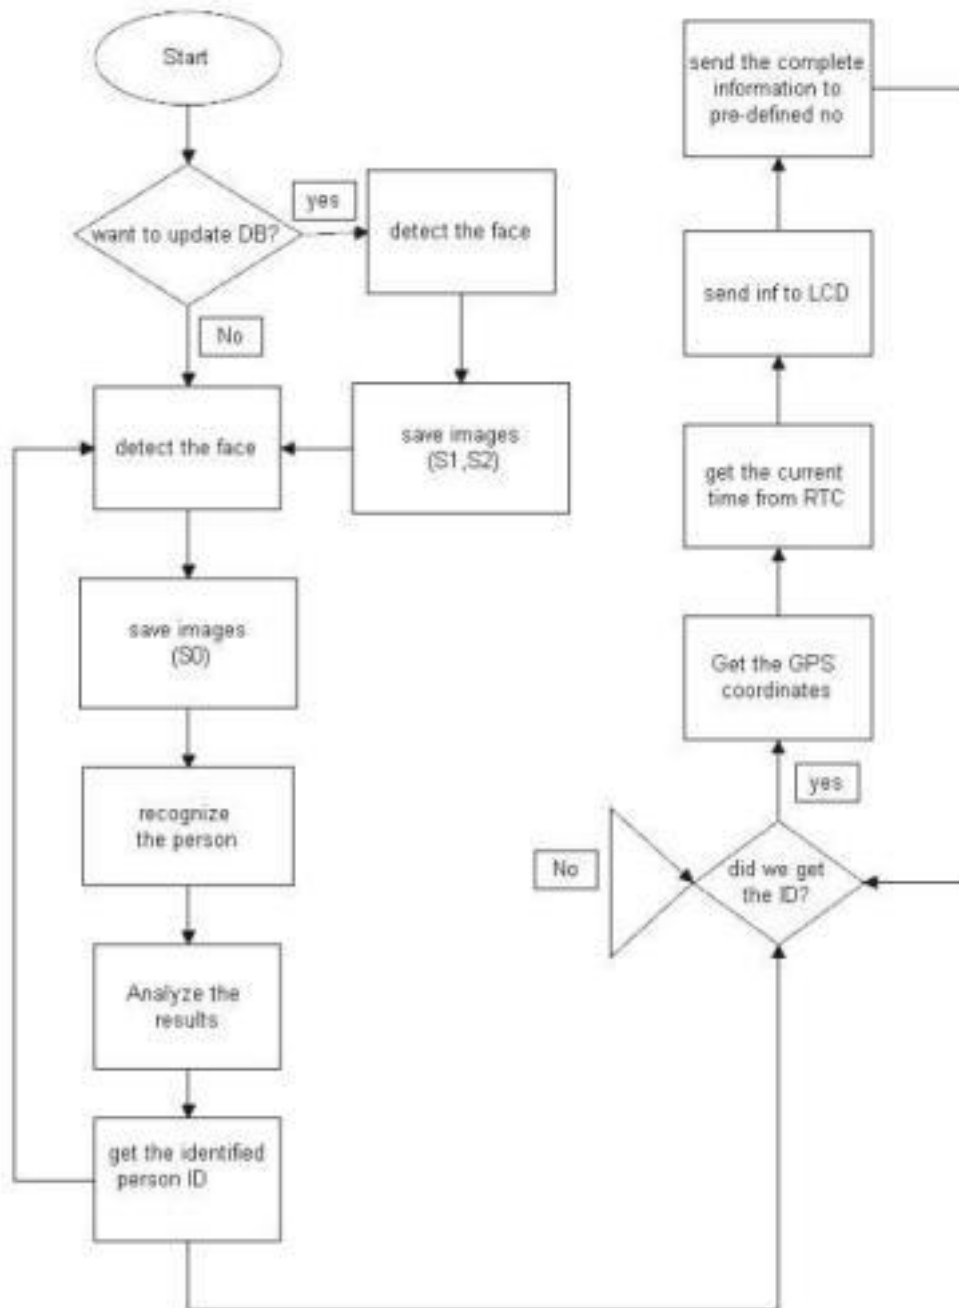 Start
want to update DB?
yes
detect the face
No
save images
(S1,S2)
detect the face
save images
(S0)
recognize
the person
Analyze the
results
get the identified
person ID
did we get
the ID?
No
yes
Get the GPS
coordinates
get the current
time from RTC
send inf to LCD
send the complete
information to
pre-defined no